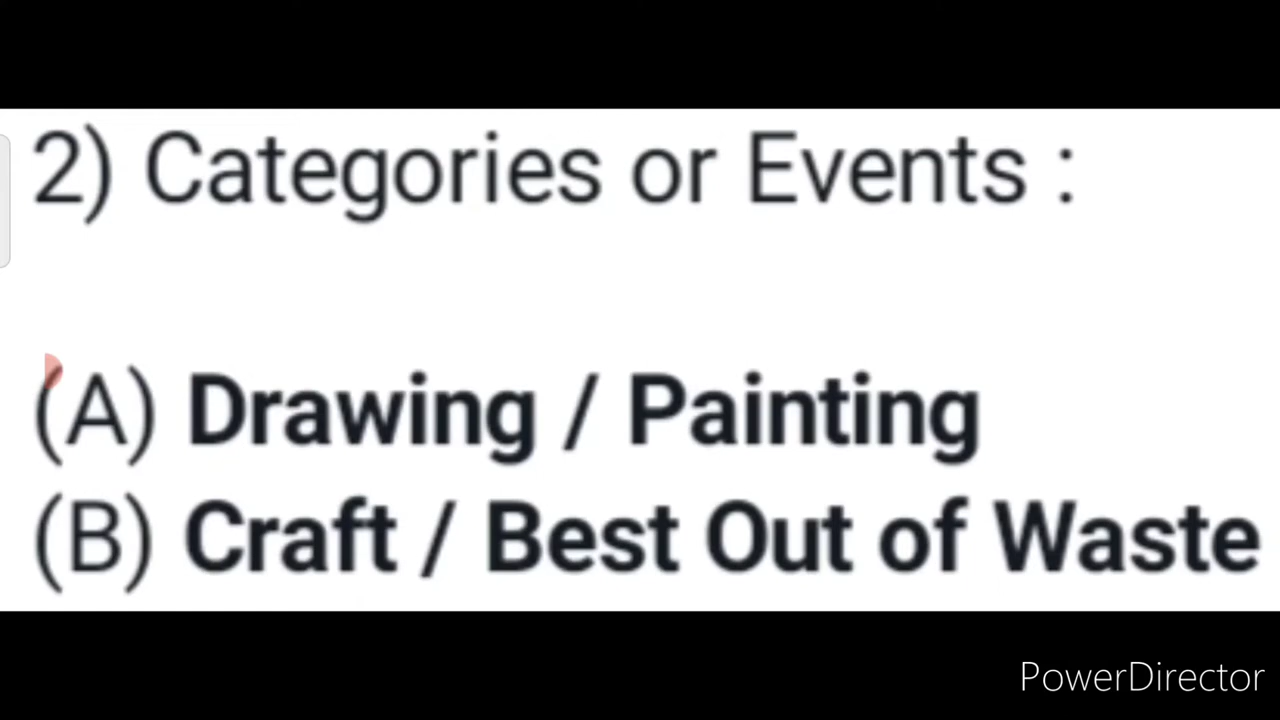 2) Categories or Events :
(A) Drawing / Painting
(B) Craft / Best Out of Waste
PowerDirector